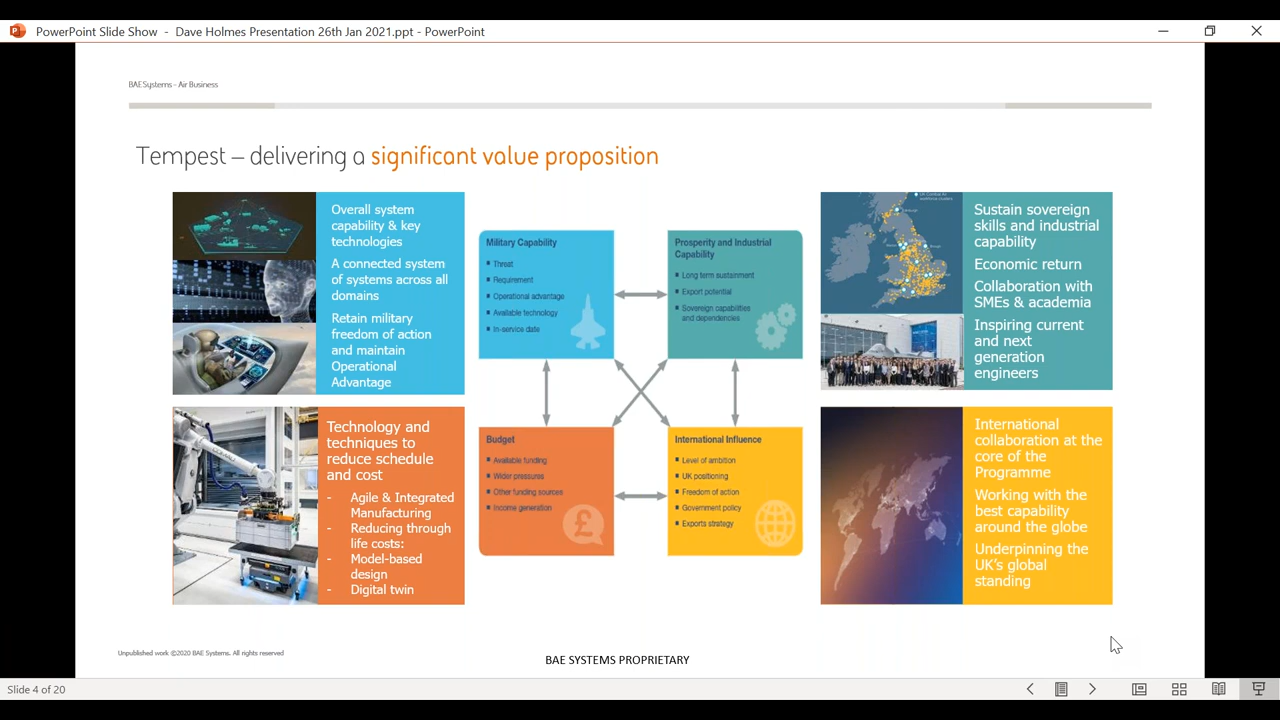 PowerPoint Slide Show - Dave Holmes Presentation 26th Jan 2021.ppt - PowerPoint
BAE Systems - Air Business
Tempest – delivering a significant value proposition
Overall system
capability & key
technologies
A connected system
of systems across all
domains
Retain military
freedom of action
and maintain
Operational
Advantage
Military Capability
Threat
Requirement
Operational advantage
Available technology
In-service date
Prosperity and Industrial
Capability
Long term sustainment
Export potential
Sovereign capabilities
and dependencies
Sustain sovereign
skills and industrial
capability
Economic return
Collaboration with
SMEs & academia
Inspiring current
and next
generation
engineers
Technology and
techniques to
reduce schedule
and cost
- Agile & Integrated
Manufacturing
- Reducing through
life costs:
- Model-based
design
- Digital twin
Budget
Available funding
Wider pressures
Other funding sources
Income generation
£
International Influence
Level of ambition
UK positioning
Freedom of action
Government policy
Exports strategy
International
collaboration at the
core of the
Programme
Working with the
best capability
around the globe
Underpinning the
UK's global
standing
Unpublished work ©2020 BAE Systems. All rights reserved
BAE SYSTEMS PROPRIETARY
Slide 4 of 20